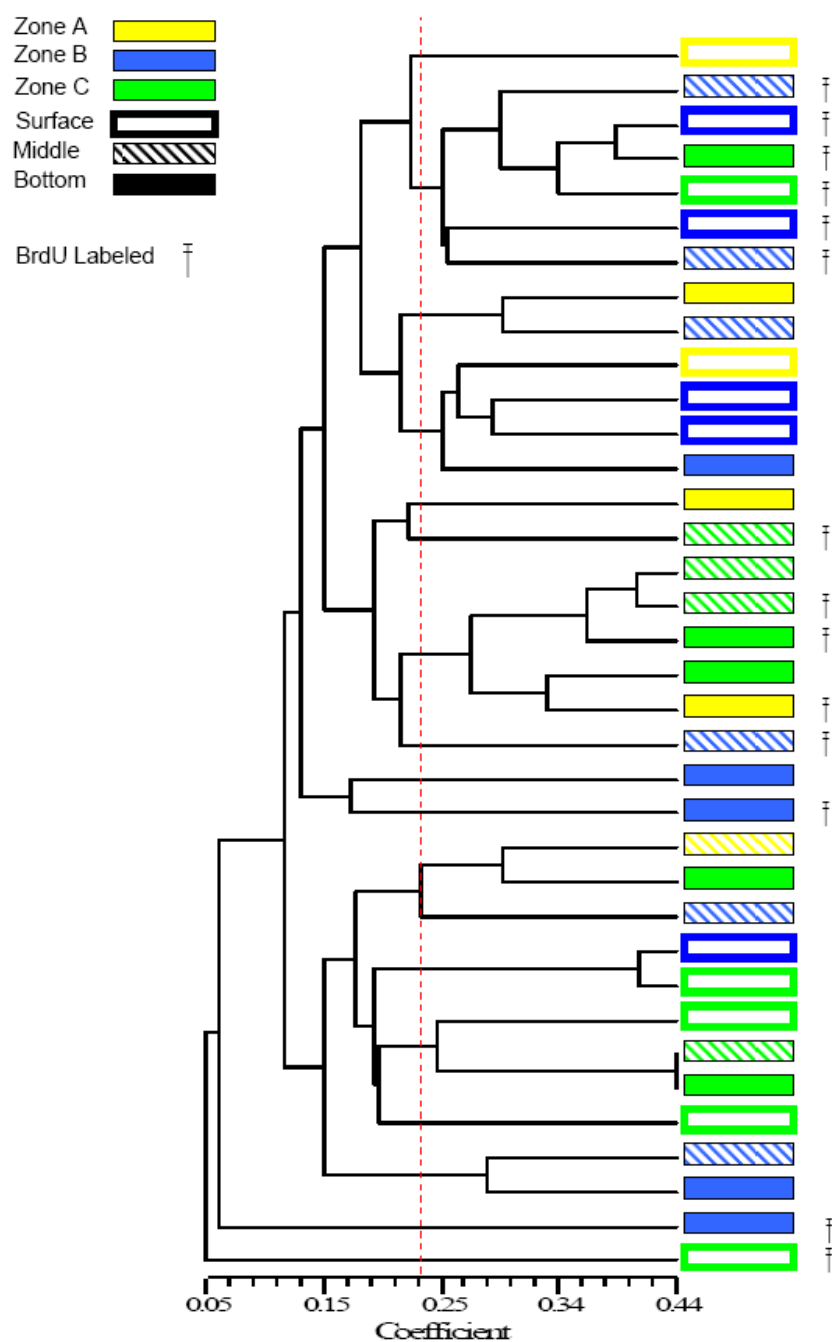 Zone A
Zone B
Zone C
Surface
Middle
Bottom
BrdU Labeled
0.05 0.15 0.25 0.34 0.44
Coefficient